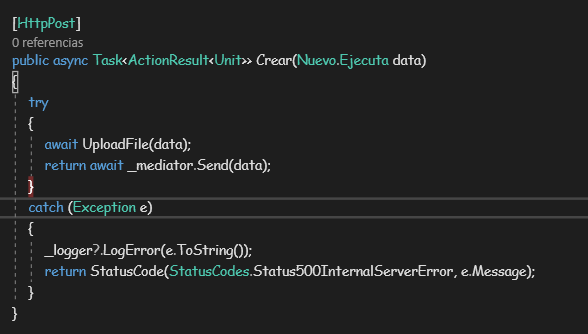 [HttpPost]
0 referencias
public async Task<ActionResult<Unit>> Crear(Nuevo.Ejecuta data)
{
try
{
await UploadFile(data);
return await _mediator.Send(data);
}
catch (Exception e)
{
_logger?.LogError(e.ToString());
return StatusCode(StatusCodes.Status500InternalServerError, e.Message);
}
}